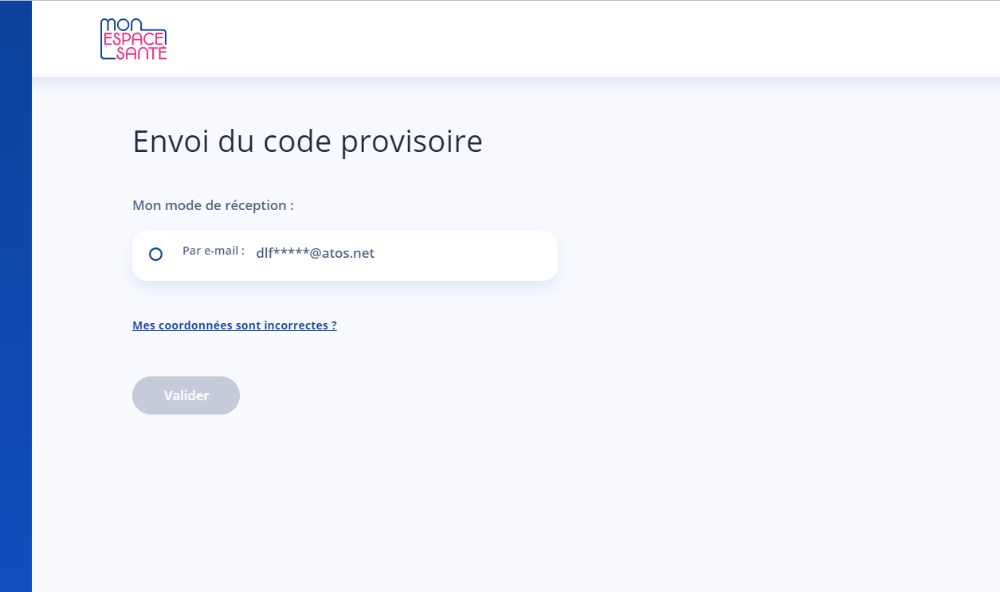 mon
ESPACE
SANTÉ
Envoi du code provisoire
Mon mode de réception :
Par e-mail : dlf*****@atos.net
Mes coordonnées sont incorrectes ?
Valider